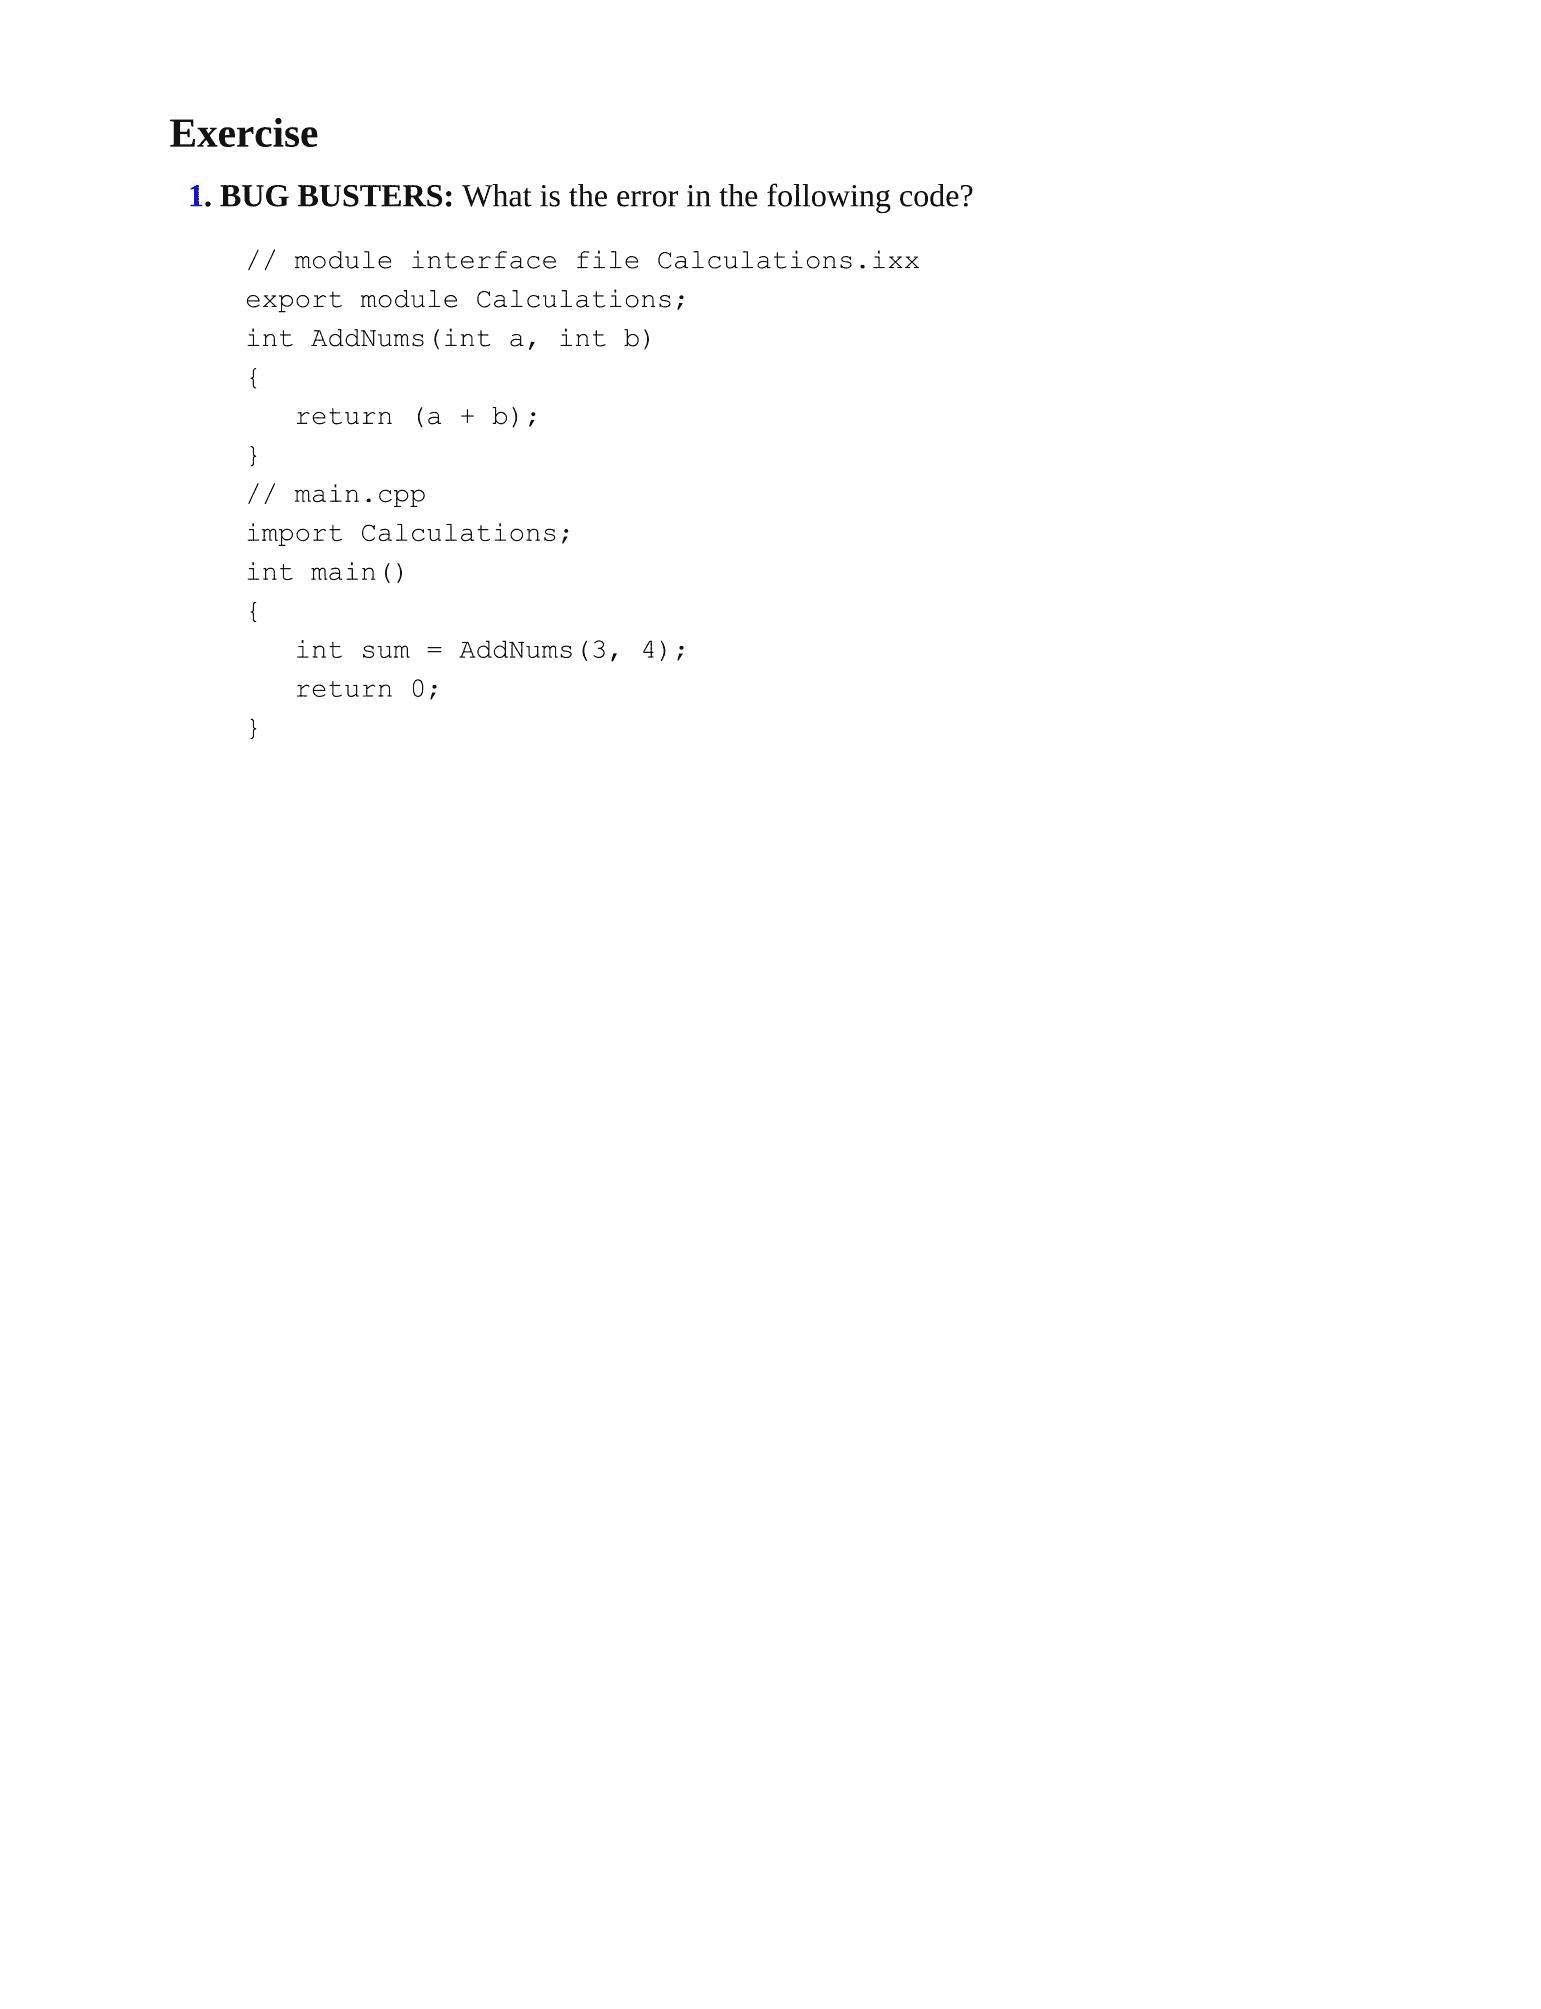 Exercise
1. BUG BUSTERS: What is the error in the following code?
// module interface file Calculations.ixx
export module Calculations;
int AddNums(int a, int b)
{
   return (a + b);
}
// main.cpp
import Calculations;
int main()
{
   int sum = AddNums(3, 4);
   return 0;
}